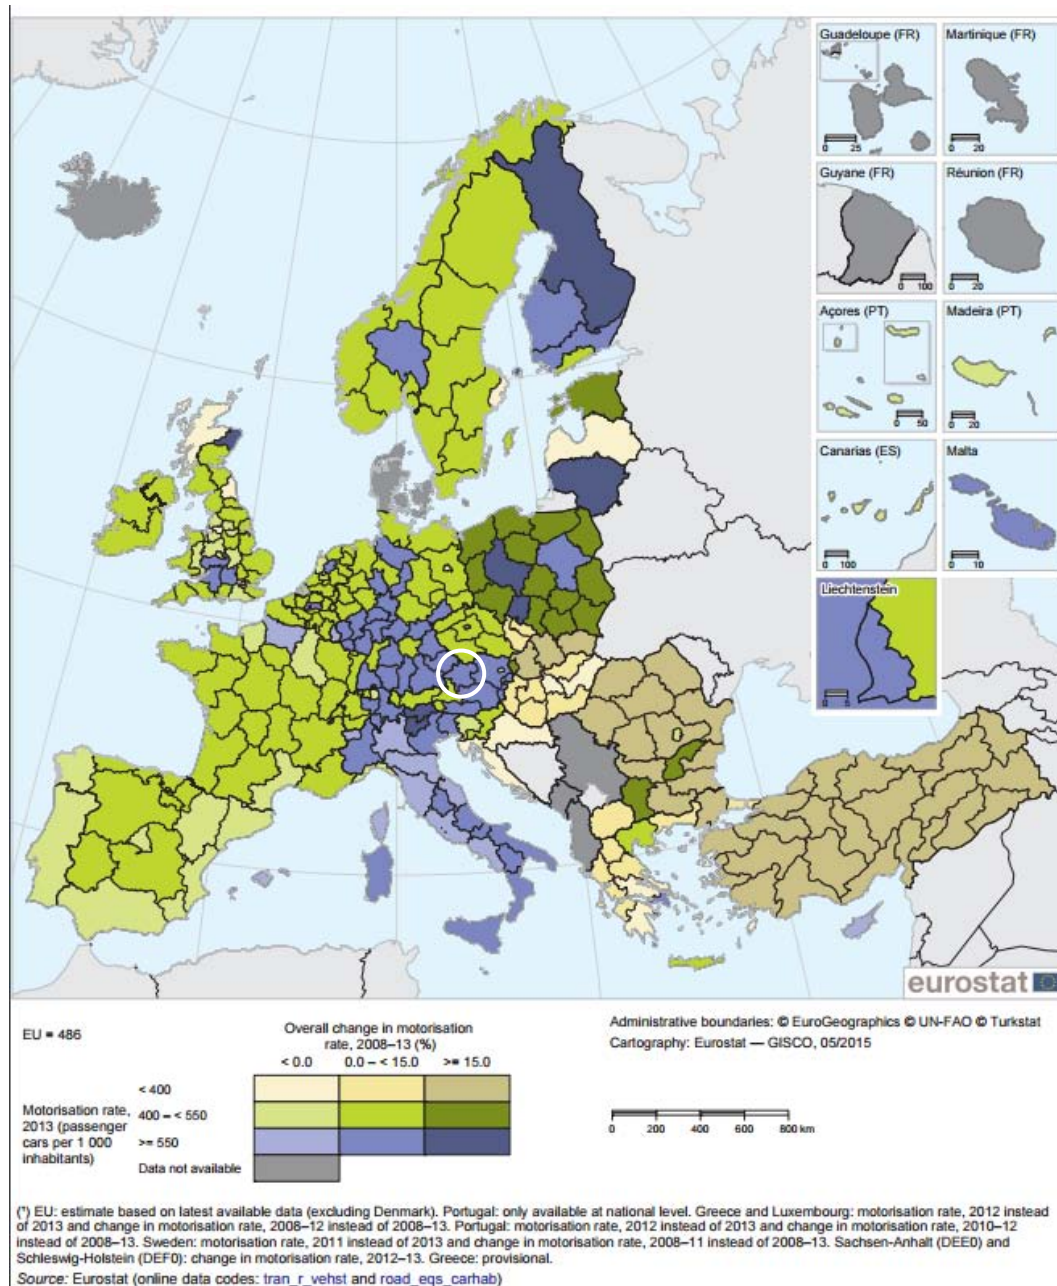 Guadeloupe (FR)
0 25
Martinique (FR)
0 20
Guyane (FR)
0 100
Réunion (FR)
0 20
Açores (PT)
0 50
Madeira (PT)
0 20
Canarias (ES)
0 100
Malta
0 10
Liechtenstein
0 5
eurostat
EU = 486
Overall change in motorisation
rate, 2008–13 (%)
< 0.0 0.0 – < 15.0 >= 15.0
Motorisation rate,
2013 (passenger
cars per 1 000
inhabitants)
< 400
400 – < 550
>= 550
Data not available
Administrative boundaries: © EuroGeographics © UN-FAO © Turkstat
Cartography: Eurostat — GISCO, 05/2015
0 200 400 600 800 km
(*) EU: estimate based on latest available data (excluding Denmark). Portugal: only available at national level. Greece and Luxembourg: motorisation rate, 2012 instead
of 2013 and change in motorisation rate, 2008–12 instead of 2008–13. Portugal: motorisation rate, 2012 instead of 2013 and change in motorisation rate, 2010–12
instead of 2008–13. Sweden: motorisation rate, 2011 instead of 2013 and change in motorisation rate, 2008–11 instead of 2008–13. Sachsen-Anhalt (DEE0) and
Schleswig-Holstein (DEF0): change in motorisation rate, 2012–13. Greece: provisional.
Source: Eurostat (online data codes: tran_r_vehst and road_eqs_carhab)